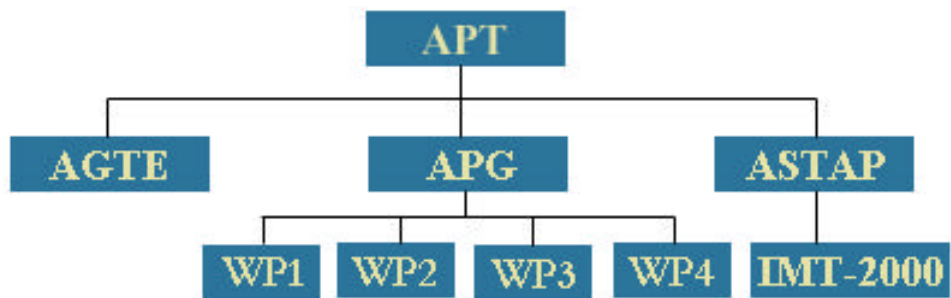 APT
AGTE
APG
ASTAP
WP1
WP2
WP3
WP4
IMT-2000